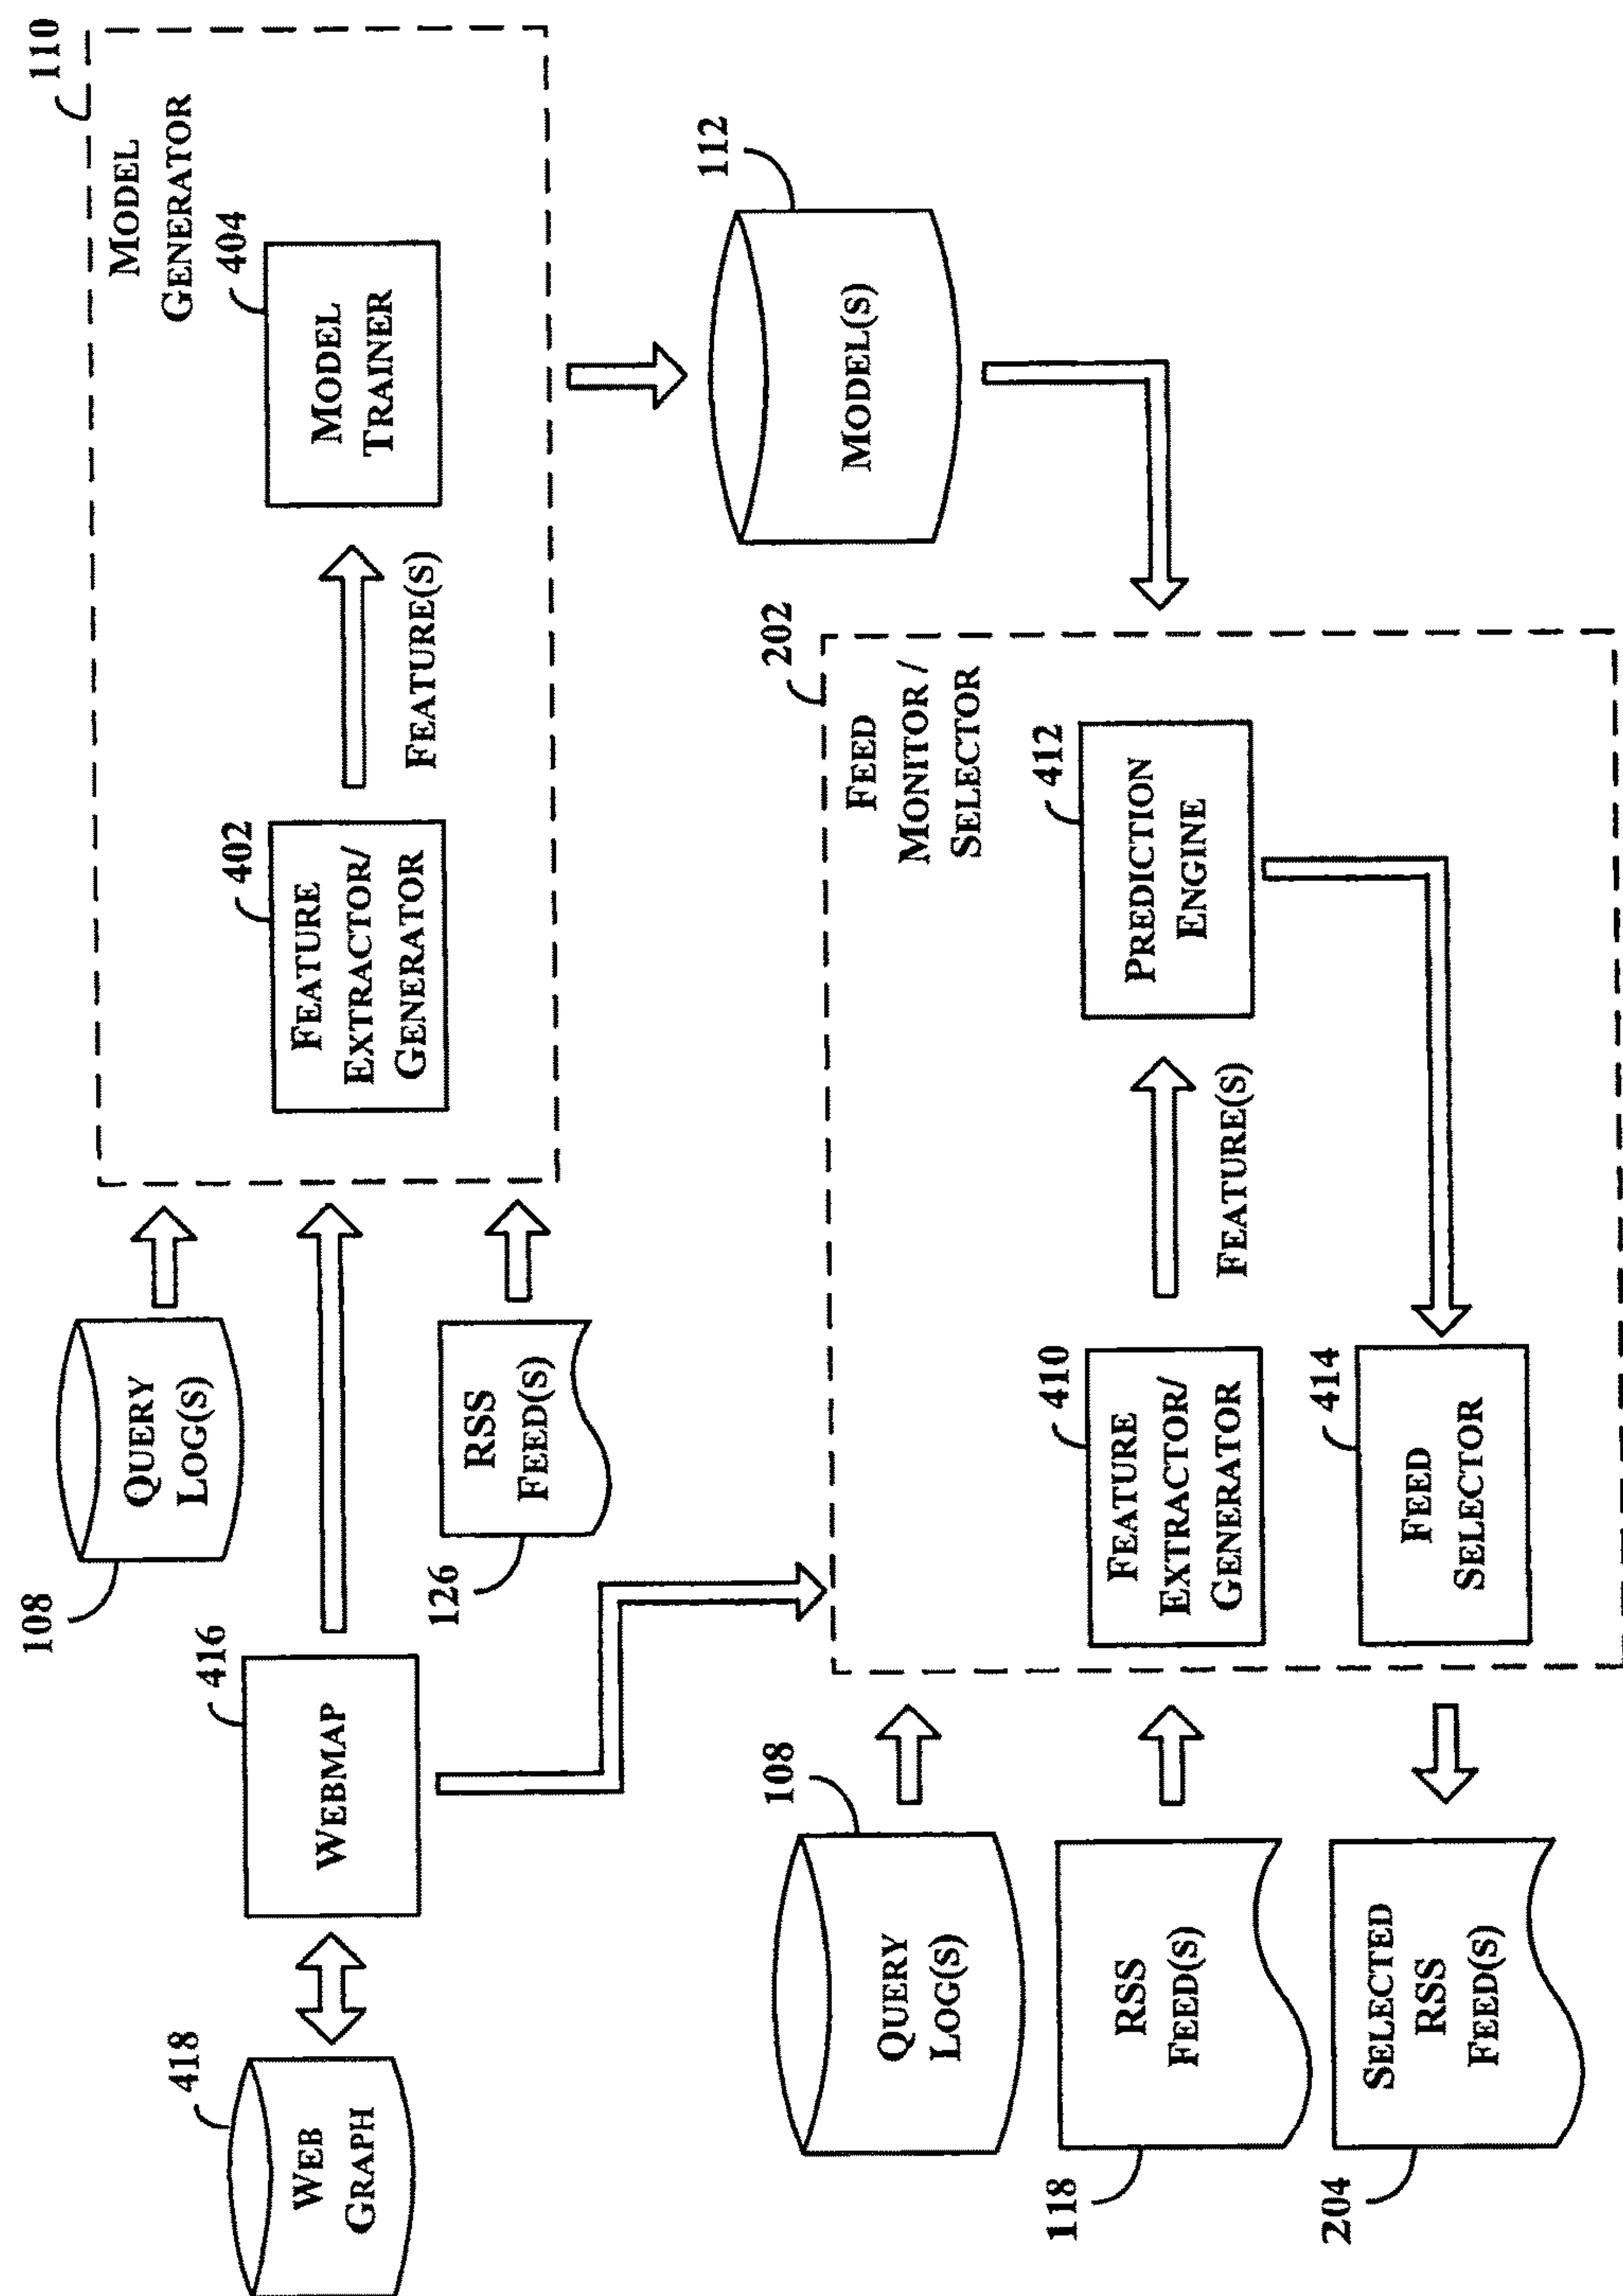 110
MODEL
GENERATOR
108
QUERY
LOG(S)
402
FEATURE
EXTRACTOR/
GENERATOR
FEATURE(S)
404
MODEL
TRAINER
418
WEB
GRAPH
416
WEBMAP
126
RSS
FEED(S)
112
MODEL(S)
202
FEED
MONITOR /
SELECTOR
108
QUERY
LOG(S)
118
RSS
FEED(S)
410
FEATURE
EXTRACTOR/
GENERATOR
FEATURE(S)
412
PREDICTION
ENGINE
204
SELECTED
RSS
FEED(S)
414
FEED
SELECTOR